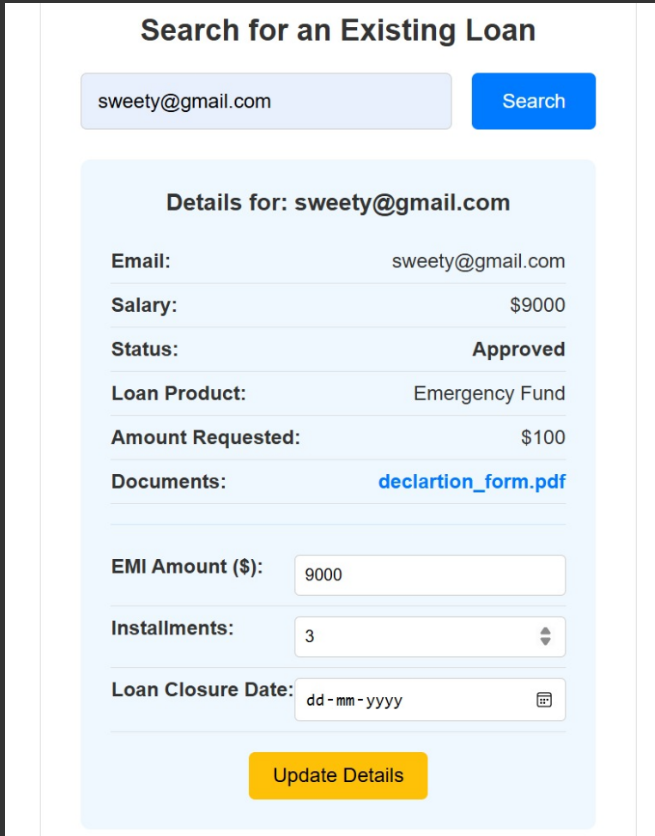 Search for an Existing Loan
sweety@gmail.com Search
Details for: sweety@gmail.com
Email: sweety@gmail.com
Salary: $9000
Status: Approved
Loan Product: Emergency Fund
Amount Requested: $100
Documents: declartion_form.pdf
EMI Amount ($): 9000
Installments: 3
Loan Closure Date: dd-mm-yyyy
Update Details